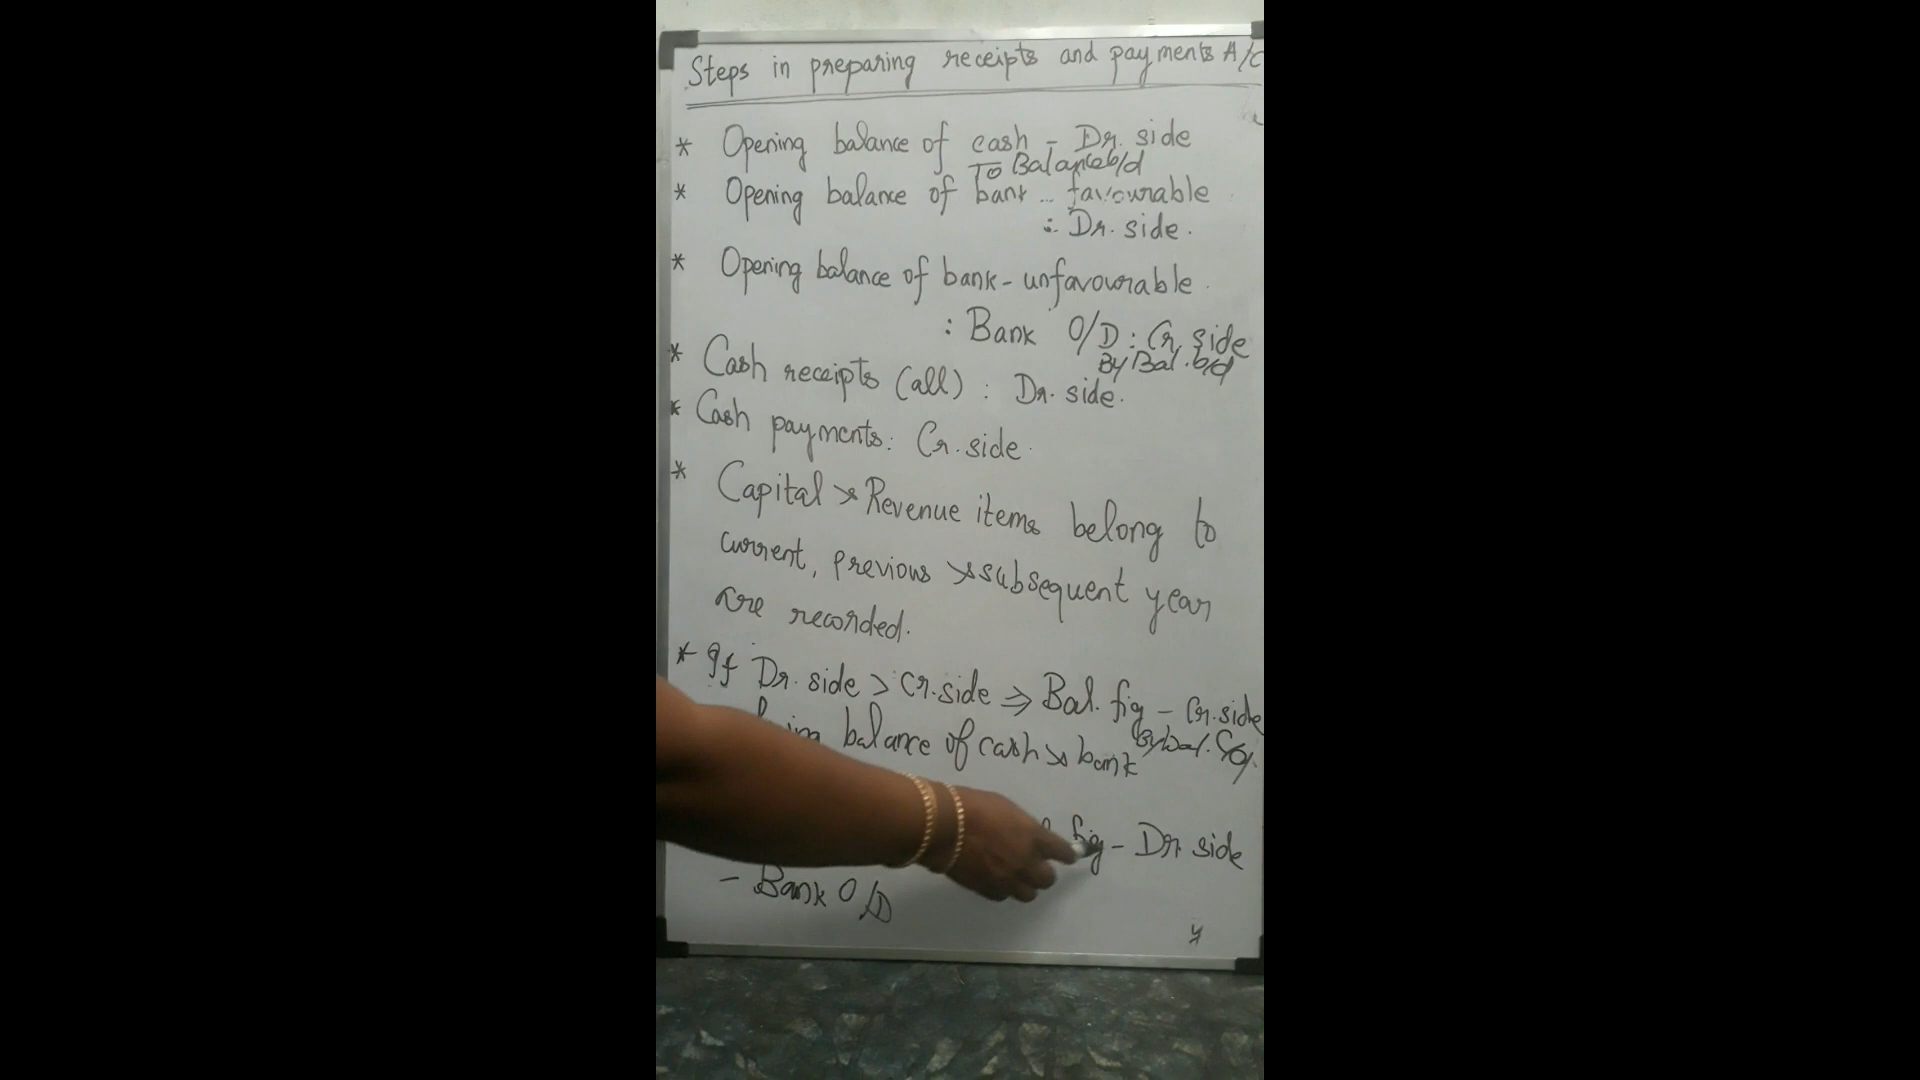 Steps in preparing receipts and payments A/C
* Opening balance of cash - Dr. side
To Balance b/d
* Opening balance of bank ... favourable
: Dr. side.
* Opening balance of bank - unfavourable.
: Bank O/D : Cr. side
By Bal. b/d
* Cash receipts (all) : Dr. side.
* Cash payments: Cr. side.
* Capital & Revenue items belong to
current, previous & subsequent year
are recorded.
* If Dr. side > Cr. side ⇒ Bal. fig - Cr. side
By bal. c/d.
balance of cash & bank
fig - Dr. side
- Bank O/D
4